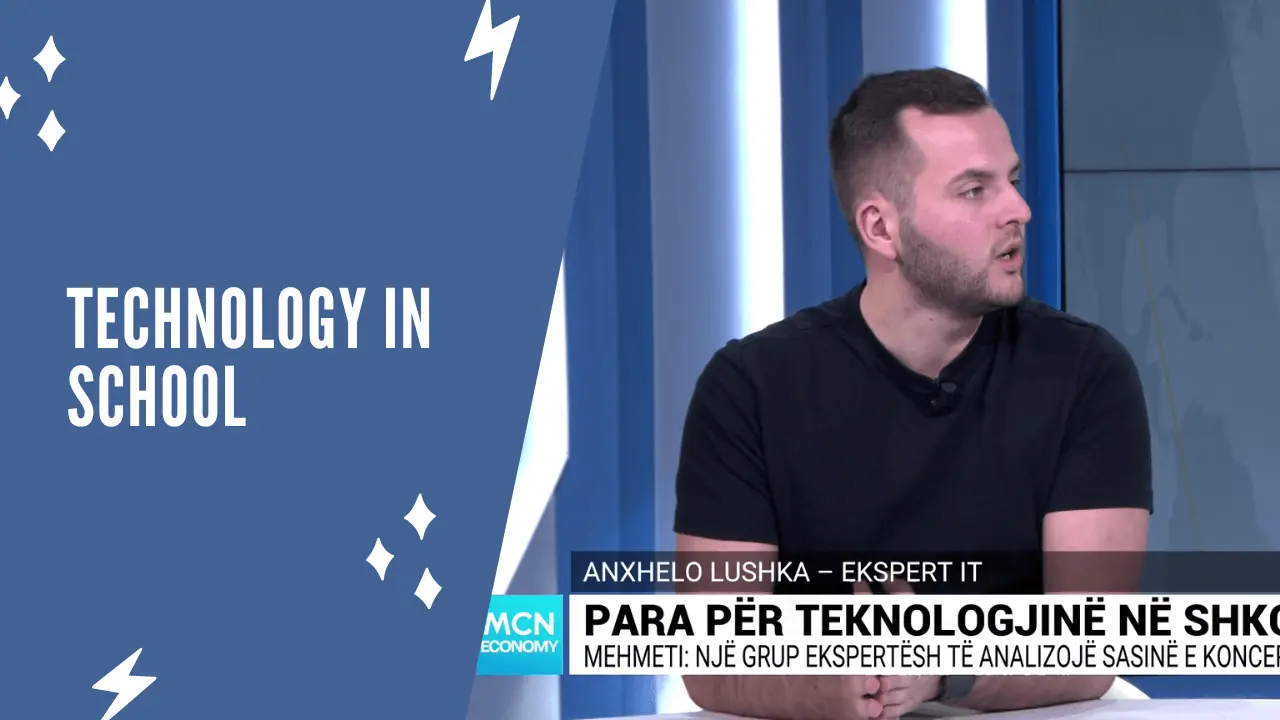 TECHNOLOGY IN
SCHOOL
ANXHELO LUSHKA – EKSPERT IT
MCN
ECONOMY
PARA PËR TEKNOLOGJINË NË
MEHMETI: NJË GRUP EKSPERTËSH TË ANALIZOJË SASINË E